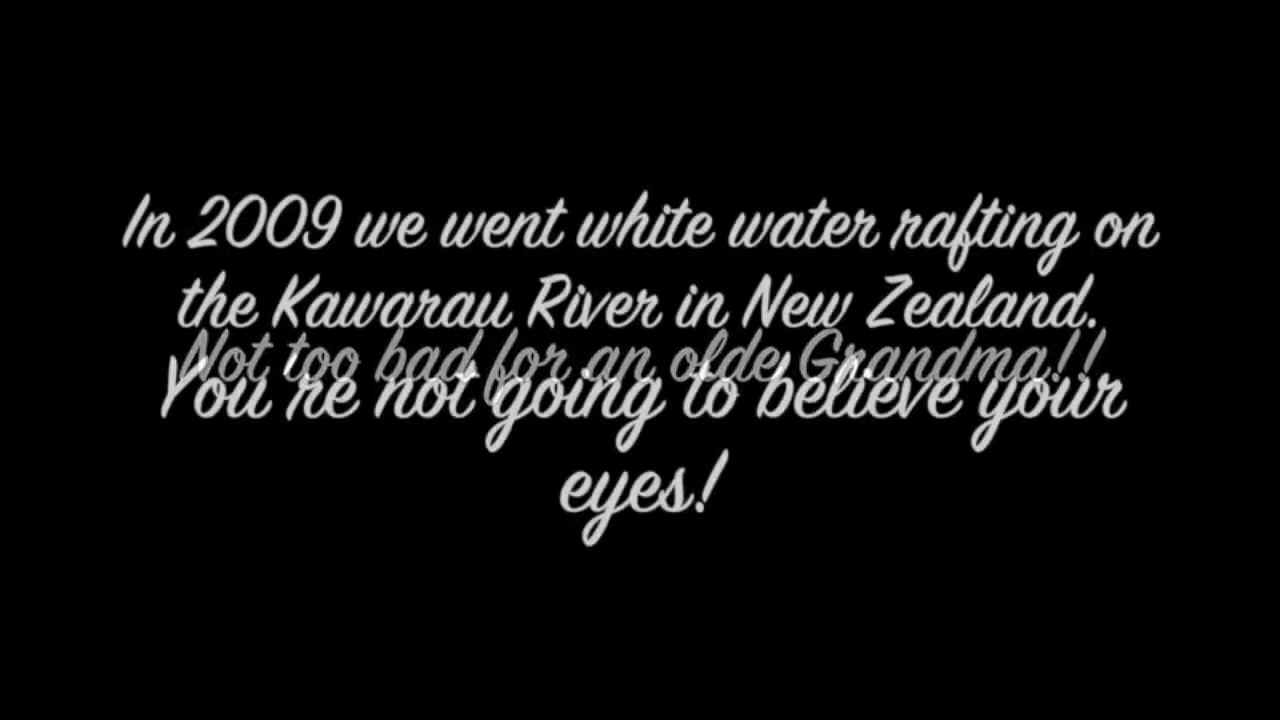 In 2009 we went white water rafting on
the Kawarau River in New Zealand.
Not too bad for an olde Grandma!!
You're not going to believe your
eyes!